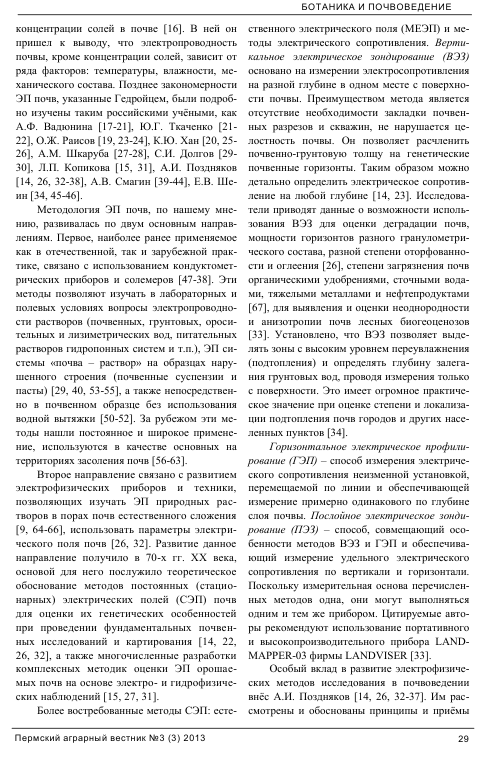 БОТАНИКА И ПОЧВОВЕДЕНИЕ
концентрации солей в почве [16]. В ней он
пришел к выводу, что электропроводность
почвы, кроме концентрации солей, зависит от
ряда факторов: температуры, влажности, ме-
ханического состава. Позднее закономерности
ЭП почв, указанные Гедройцем, были подроб-
но изучены таким российскими учёными, как
А.Ф. Вадюнина [17-21], Ю.Г. Ткаченко [21-
22], О.Ж. Раисов [19, 23-24], К.Ю. Хан [20, 25-
26], А.М. Шкаруба [27-28], С.И. Долгов [29-
30], Л.П. Копикова [15, 31], А.И. Поздняков
[14, 26, 32-38], А.В. Смагин [39-44], Е.В. Ше-
ин [34, 45-46].
Методология ЭП почв, по нашему мне-
нию, развивалась по двум основным направ-
лениям. Первое, наиболее ранее применяемое
как в отечественной, так и зарубежной прак-
тике, связано с использованием кондуктомет-
рических приборов и солемеров [47-38]. Эти
методы позволяют изучать в лабораторных и
полевых условиях вопросы электропроводно-
сти растворов (почвенных, грунтовых, ороси-
тельных и лизиметрических вод, питательных
растворов гидропонных систем и т.п.), ЭП си-
стемы «почва – раствор» на образцах нару-
шенного строения (почвенные суспензии и
пасты) [29, 40, 53-55], а также непосредствен-
но в почвенном образце без использования
водной вытяжки [50-52]. За рубежом эти ме-
тоды нашли постоянное и широкое примене-
ние, используются в качестве основных на
территориях засоления почв [56-63].
Второе направление связано с развитием
электрофизических приборов и техники,
позволяющих изучать ЭП природных рас-
творов в порах почв естественного сложения
[9, 64-66], использовать параметры электри-
ческого поля почв [26, 32]. Развитие данное
направление получило в 70-х гг. XX века,
основой для него послужило теоретическое
обоснование методов постоянных (стацио-
нарных) электрических полей (СЭП) почв
для оценки их генетических особенностей
при проведении фундаментальных почвен-
ных исследований и картирования [14, 22,
26, 32], а также многочисленные разработки
комплексных методик оценки ЭП орошае-
мых почв на основе электро- и гидрофизиче-
ских наблюдений [15, 27, 31].
Более востребованные методы СЭП: есте-
ственного электрического поля (МЕЭП) и ме-
тоды электрического сопротивления. Верти-
кальное электрическое зондирование (ВЭЗ)
основано на измерении электросопротивления
на разной глубине в одном месте с поверхно-
сти почвы. Преимуществом метода является
отсутствие необходимости закладки почвен-
ных разрезов и скважин, не нарушается це-
лостность почвы. Он позволяет расчленить
почвенно-грунтовую толщу на генетические
почвенные горизонты. Таким образом можно
детально определить электрическое сопротив-
ление на любой глубине [14, 23]. Исследова-
тели приводят данные о возможности исполь-
зования ВЭЗ для оценки деградации почв,
мощности горизонтов разного гранулометри-
ческого состава, разной степени оторфованно-
сти и оглеения [26], степени загрязнения почв
органическими удобрениями, сточными вода-
ми, тяжелыми металлами и нефтепродуктами
[67], для выявления и оценки неоднородности
и анизотропии почв лесных биогеоценозов
[33]. Установлено, что ВЭЗ позволяет выде-
лять зоны с высоким уровнем переувлажнения
(подтопления) и определять глубину залега-
ния грунтовых вод, проводя измерения только
с поверхности. Это имеет огромное практиче-
ское значение при оценке степени и локализа-
ции подтопления почв городов и других насе-
ленных пунктов [34].
Горизонтальное электрическое профили-
рование (ГЭП) – способ измерения электриче-
ского сопротивления неизменной установкой,
перемещаемой по линии и обеспечивающей
измерение примерно одинакового по глубине
слоя почвы. Послойное электрическое зонди-
рование (ПЭЗ) – способ, совмещающий осо-
бенности методов ВЭЗ и ГЭП и обеспечива-
ющий измерение удельного электрического
сопротивления по вертикали и горизонтали.
Поскольку измерительная основа перечислен-
ных методов одна, они могут выполняться
одним и тем же прибором. Цитируемые авто-
ры рекомендуют использование портативного
и высокопроизводительного прибора LAND-
MAPPER-03 фирмы LANDVISER [33].
Особый вклад в развитие электрофизиче-
ских методов исследования в почвоведении
внёс А.И. Поздняков [14, 26, 32-37]. Им рас-
смотрены и обоснованы принципы и приёмы
Пермский аграрный вестник №3 (3) 2013
29